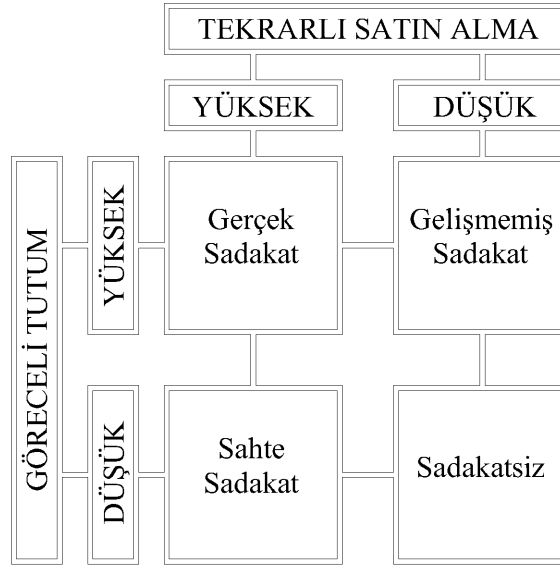 TEKRARLI SATIN ALMA
YÜKSEK
DÜŞÜK
GÖRECELİ TUTUM
YÜKSEK
Gerçek
Sadakat
Gelişmemiş
Sadakat
DÜŞÜK
Sahte
Sadakat
Sadakatsiz